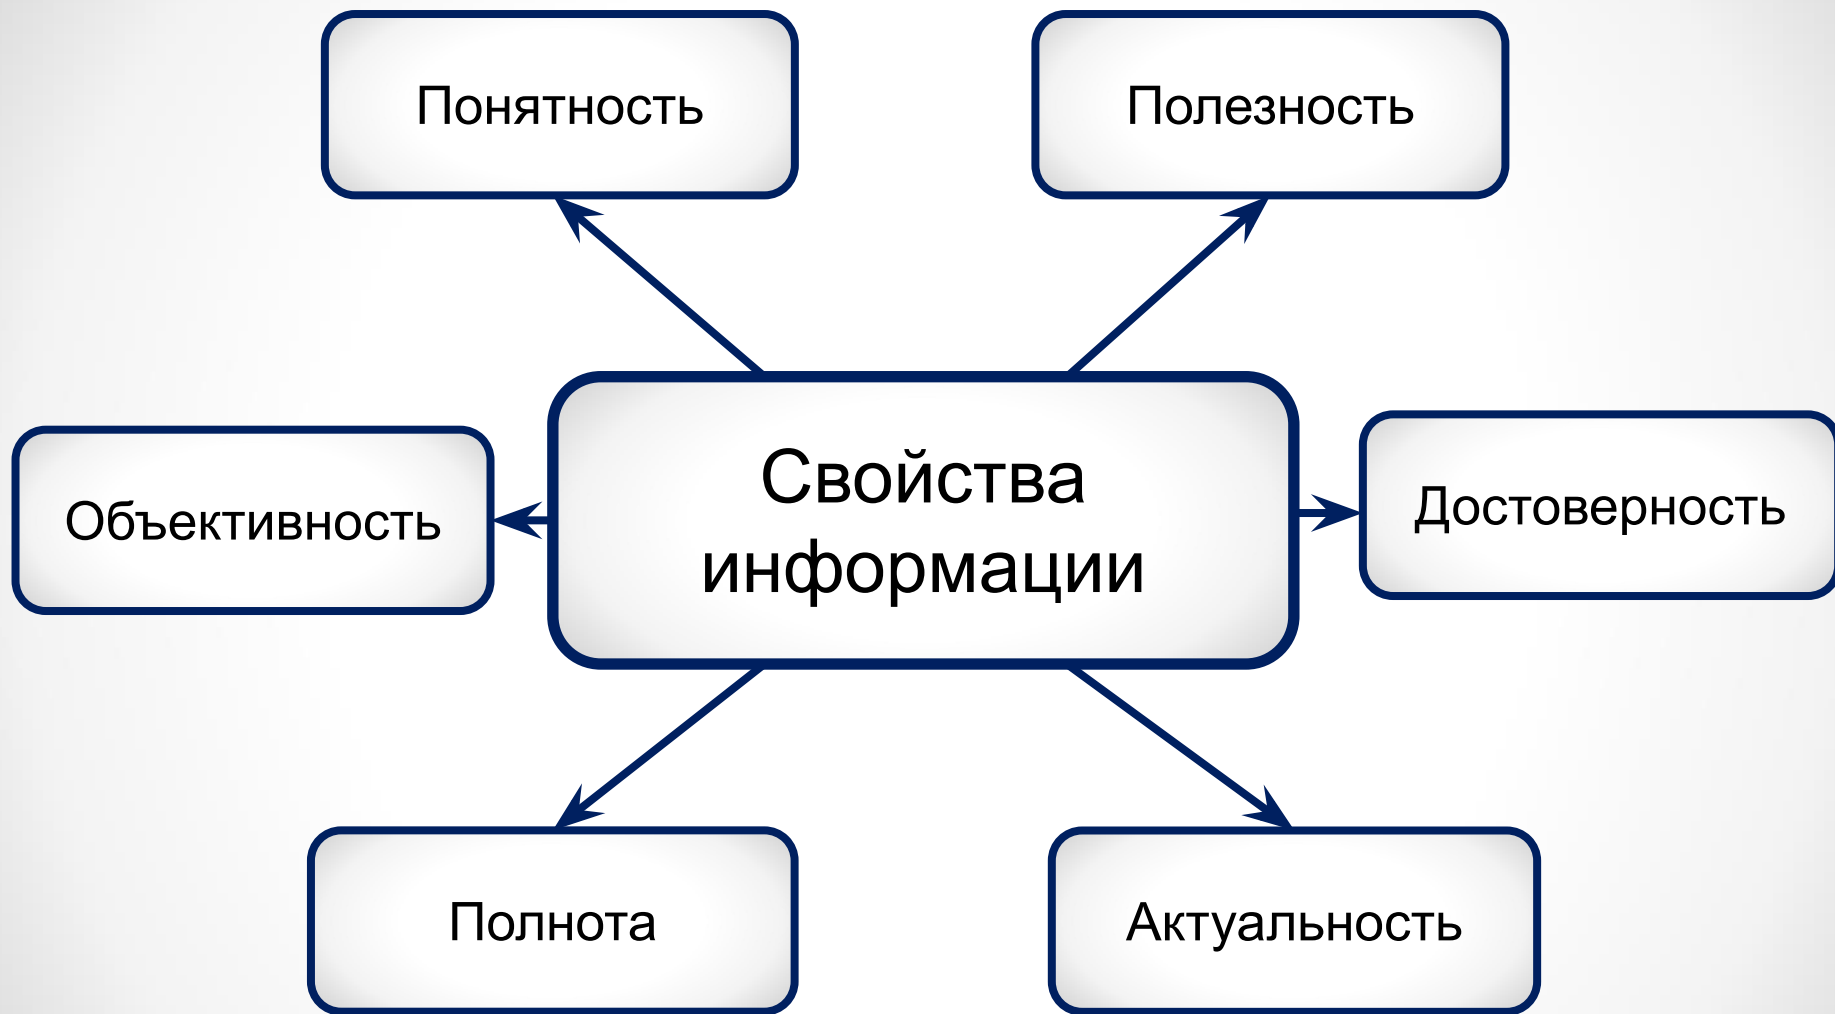 Понятность
Полезность
Объективность
Свойства
информации
Достоверность
Полнота
Актуальность